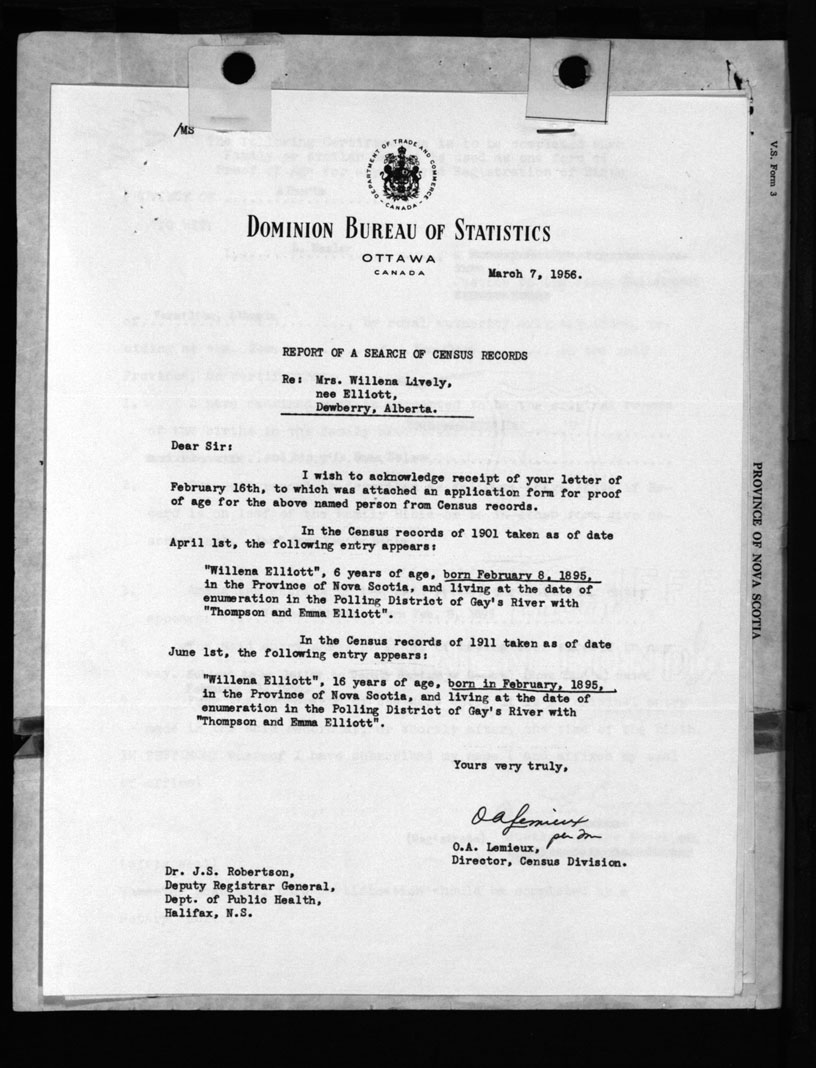 /MS
DEPARTMENT OF TRADE AND COMMERCE
- CANADA -
DOMINION BUREAU OF STATISTICS
OTTAWA
CANADA
March 7, 1956.
REPORT OF A SEARCH OF CENSUS RECORDS
Re: Mrs. Willena Lively,
nee Elliott,
Dewberry, Alberta.
Dear Sir:
I wish to acknowledge receipt of your letter of
February 16th, to which was attached an application form for proof
of age for the above named person from Census records.
In the Census records of 1901 taken as of date
April 1st, the following entry appears:
"Willena Elliott", 6 years of age, born February 8, 1895,
in the Province of Nova Scotia, and living at the date of
enumeration in the Polling District of Gay's River with
"Thompson and Emma Elliott".
In the Census records of 1911 taken as of date
June 1st, the following entry appears:
"Willena Elliott", 16 years of age, born in February, 1895,
in the Province of Nova Scotia, and living at the date of
enumeration in the Polling District of Gay's River with
"Thompson and Emma Elliott".
Yours very truly,
O A Lemieux
O.A. Lemieux,
Director, Census Division.
Dr. J.S. Robertson,
Deputy Registrar General,
Dept. of Public Health,
Halifax, N.S.
V.S. Form 3
PROVINCE OF NOVA SCOTIA